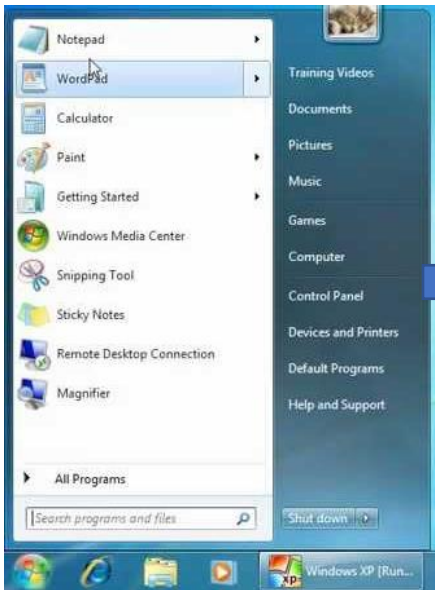 Notepad
WordPad
Calculator
Paint
Getting Started
Windows Media Center
Snipping Tool
Sticky Notes
Remote Desktop Connection
Magnifier
All Programs
Search programs and files
Training Videos
Documents
Pictures
Music
Games
Computer
Control Panel
Devices and Printers
Default Programs
Help and Support
Shut down
xp
Windows XP [Run...